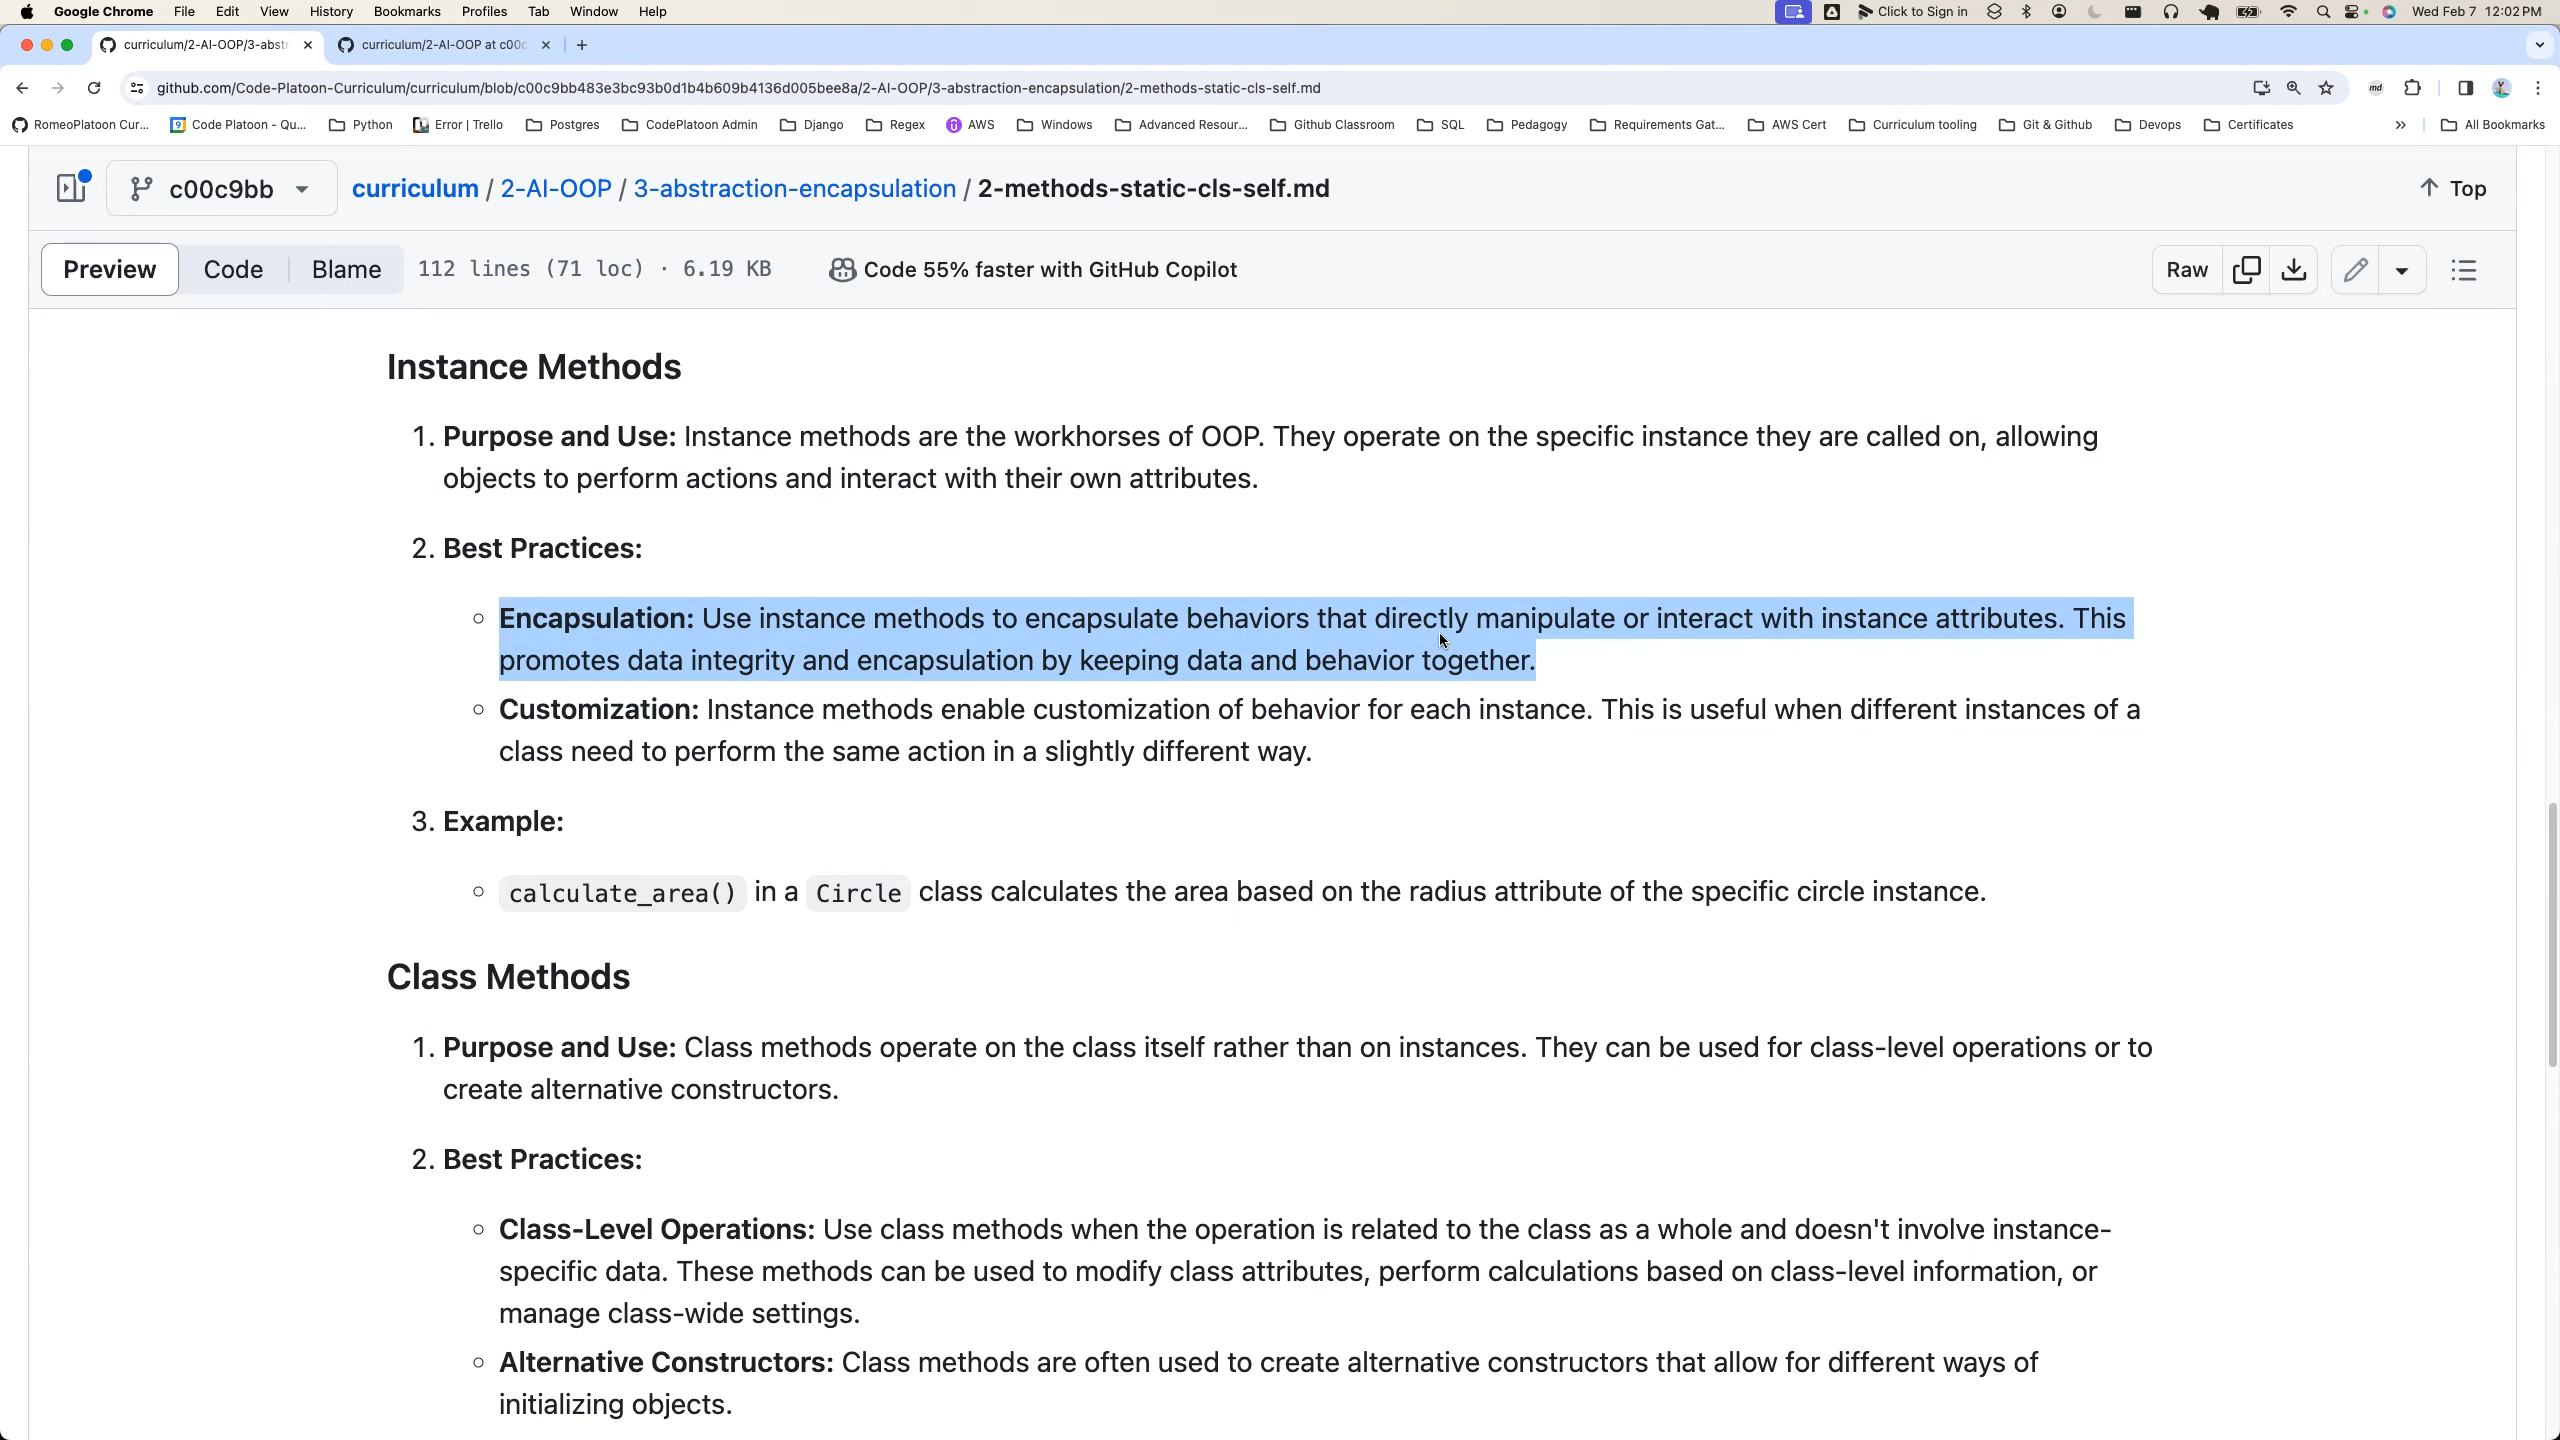 Google Chrome File Edit View History Bookmarks Profiles Tab Window Help Click to Sign in Wed Feb 7 12:02 PM
curriculum/2-AI-OOP/3-abst curriculum/2-AI-OOP at c00c
github.com/Code-Platoon-Curriculum/curriculum/blob/c00c9bb483e3bc93b0d1b4b609b4136d005bee8a/2-AI-OOP/3-abstraction-encapsulation/2-methods-static-cls-self.md
RomeoPlatoon Cur... Code Platoon - Qu... Python Error | Trello Postgres CodePlatoon Admin Django Regex AWS Windows Advanced Resour... Github Classroom SQL Pedagogy Requirements Gat... AWS Cert Curriculum tooling Git & Github Devops Certificates » All Bookmarks
c00c9bb curriculum / 2-AI-OOP / 3-abstraction-encapsulation / 2-methods-static-cls-self.md Top
Preview Code Blame 112 lines (71 loc) · 6.19 KB Code 55% faster with GitHub Copilot Raw
Instance Methods
1. Purpose and Use: Instance methods are the workhorses of OOP. They operate on the specific instance they are called on, allowing
objects to perform actions and interact with their own attributes.
2. Best Practices:
Encapsulation: Use instance methods to encapsulate behaviors that directly manipulate or interact with instance attributes. This
promotes data integrity and encapsulation by keeping data and behavior together.
Customization: Instance methods enable customization of behavior for each instance. This is useful when different instances of a
class need to perform the same action in a slightly different way.
3. Example:
calculate_area() in a Circle class calculates the area based on the radius attribute of the specific circle instance.
Class Methods
1. Purpose and Use: Class methods operate on the class itself rather than on instances. They can be used for class-level operations or to
create alternative constructors.
2. Best Practices:
Class-Level Operations: Use class methods when the operation is related to the class as a whole and doesn't involve instance-
specific data. These methods can be used to modify class attributes, perform calculations based on class-level information, or
manage class-wide settings.
Alternative Constructors: Class methods are often used to create alternative constructors that allow for different ways of
initializing objects.